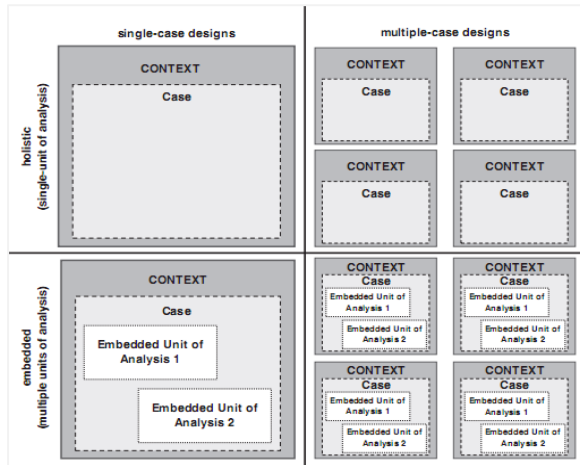 single-case designs
multiple-case designs
holistic
(single-unit of analysis)
CONTEXT
Case
CONTEXT
Case
CONTEXT
Case
CONTEXT
Case
CONTEXT
Case
embedded
(multiple units of analysis)
CONTEXT
Case
Embedded Unit of
Analysis 1
Embedded Unit of
Analysis 2
CONTEXT
Case
Embedded Unit of
Analysis 1
Embedded Unit of
Analysis 2
CONTEXT
Case
Embedded Unit of
Analysis 1
Embedded Unit of
Analysis 2
CONTEXT
Case
Embedded Unit of
Analysis 1
Embedded Unit of
Analysis 2
CONTEXT
Case
Embedded Unit of
Analysis 1
Embedded Unit of
Analysis 2